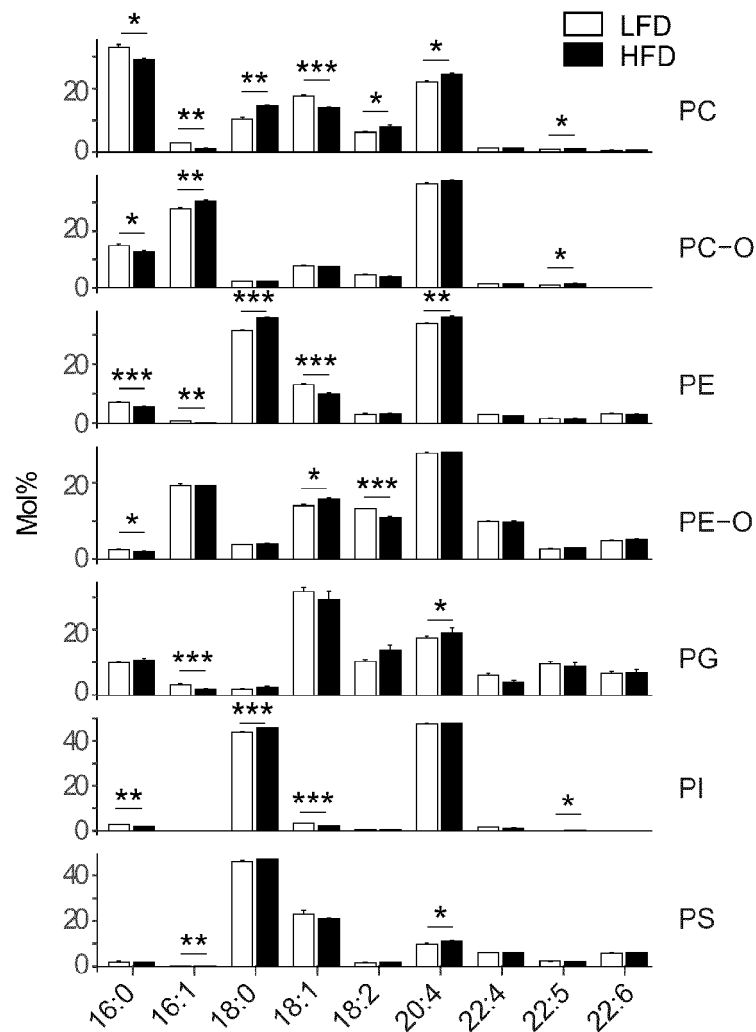 LFD
HFD
Mol%
* ** ** *** * * *
20
0
PC
* ** *
20
0
PC-O
*** ** *** *** **
20
0
PE
* * ***
20
0
PE-O
*** *
20
0
PG
** *** *** *
40
20
0
PI
** *
40
20
0
PS
16:0 16:1 18:0 18:1 18:2 20:4 22:4 22:5 22:6